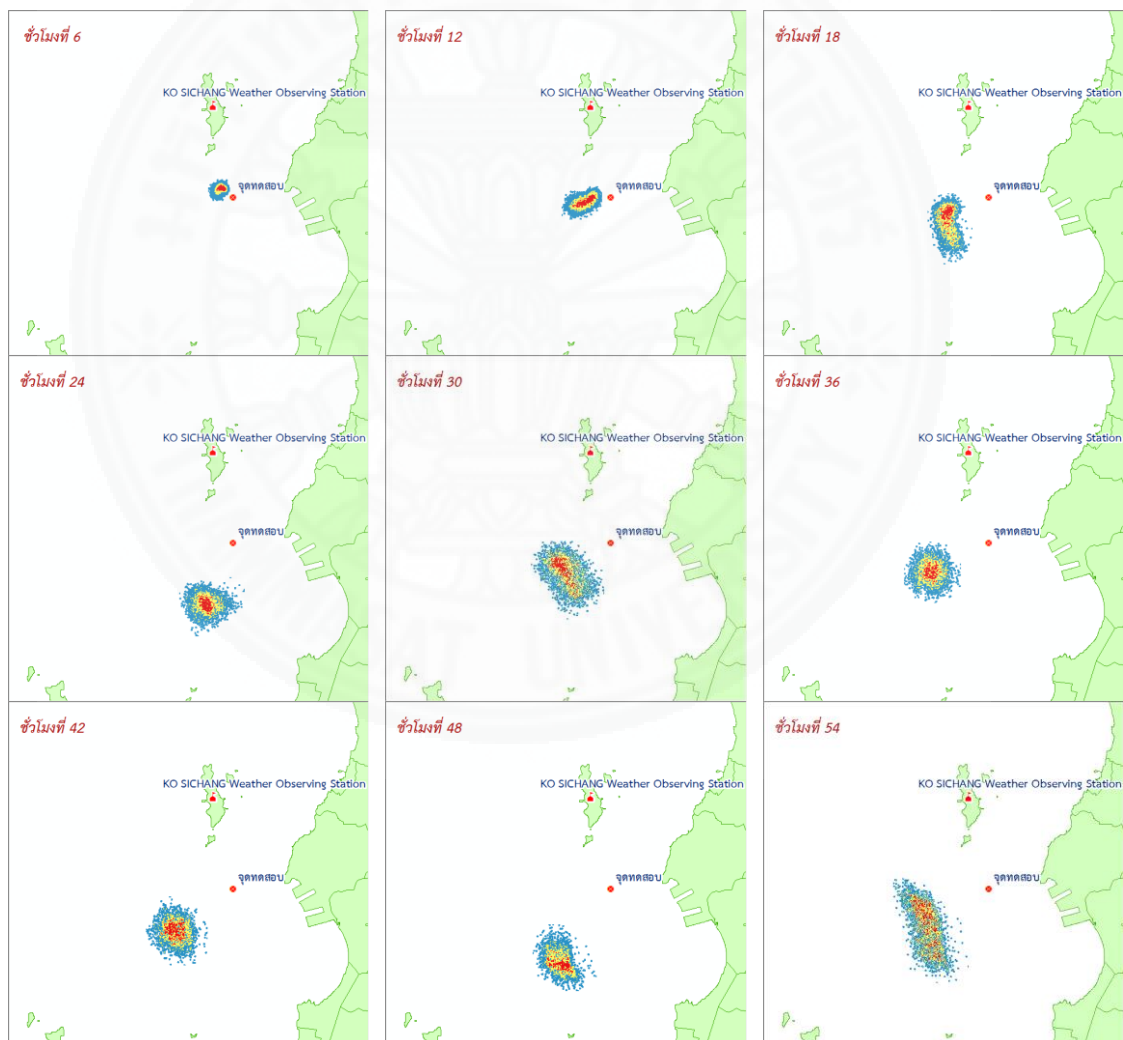 ชั่วโมงที่ 6
KO SICHANG Weather Observing Station
จุดทดสอบ
ชั่วโมงที่ 12
KO SICHANG Weather Observing Station
จุดทดสอบ
ชั่วโมงที่ 18
KO SICHANG Weather Observing Station
จุดทดสอบ
ชั่วโมงที่ 24
KO SICHANG Weather Observing Station
จุดทดสอบ
ชั่วโมงที่ 30
KO SICHANG Weather Observing Station
จุดทดสอบ
ชั่วโมงที่ 36
KO SICHANG Weather Observing Station
จุดทดสอบ
ชั่วโมงที่ 42
KO SICHANG Weather Observing Station
จุดทดสอบ
ชั่วโมงที่ 48
KO SICHANG Weather Observing Station
จุดทดสอบ
ชั่วโมงที่ 54
KO SICHANG Weather Observing Station
จุดทดสอบ